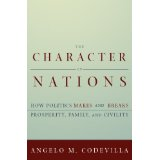 THE
CHARACTER
OF
NATIONS
HOW POLITICS MAKES AND BREAKS
PROSPERITY, FAMILY, AND CIVILITY
ANGELO M. CODEVILLA